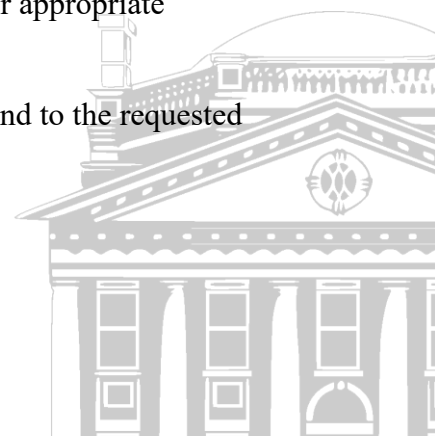 r appropriate
nd to the requested